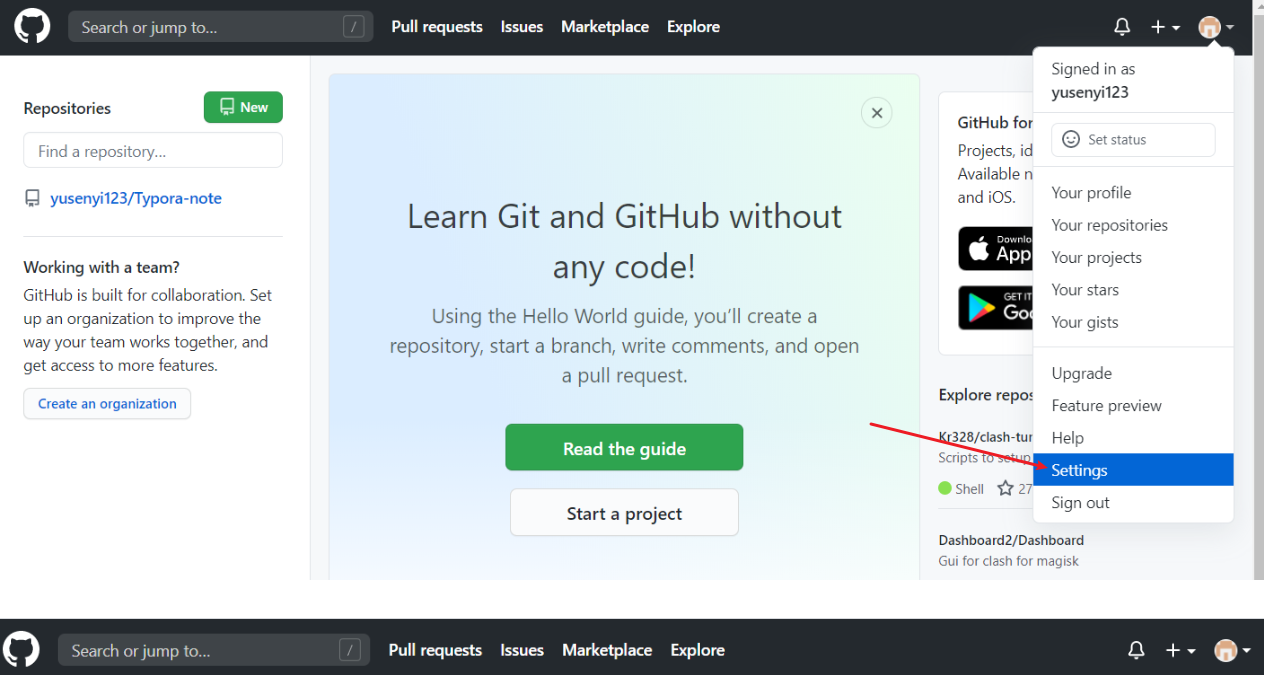 Search or jump to...
/
Pull requests
Issues
Marketplace
Explore
Repositories
New
Find a repository...
yusenyi123/Typora-note
Working with a team?
GitHub is built for collaboration. Set
up an organization to improve the
way your team works together, and
get access to more features.
Create an organization
Learn Git and GitHub without
any code!
Using the Hello World guide, you’ll create a
repository, start a branch, write comments, and open
a pull request.
Read the guide
Start a project
GitHub for
Projects, id
Available n
and iOS.
Downlo
App
GET IT
Goo
Explore repos
Kr328/clash-tun
Scripts to setup
Shell
27
Dashboard2/Dashboard
Gui for clash for magisk
Signed in as
yusenyi123
Set status
Your profile
Your repositories
Your projects
Your stars
Your gists
Upgrade
Feature preview
Help
Settings
Sign out
Search or jump to...
/
Pull requests
Issues
Marketplace
Explore